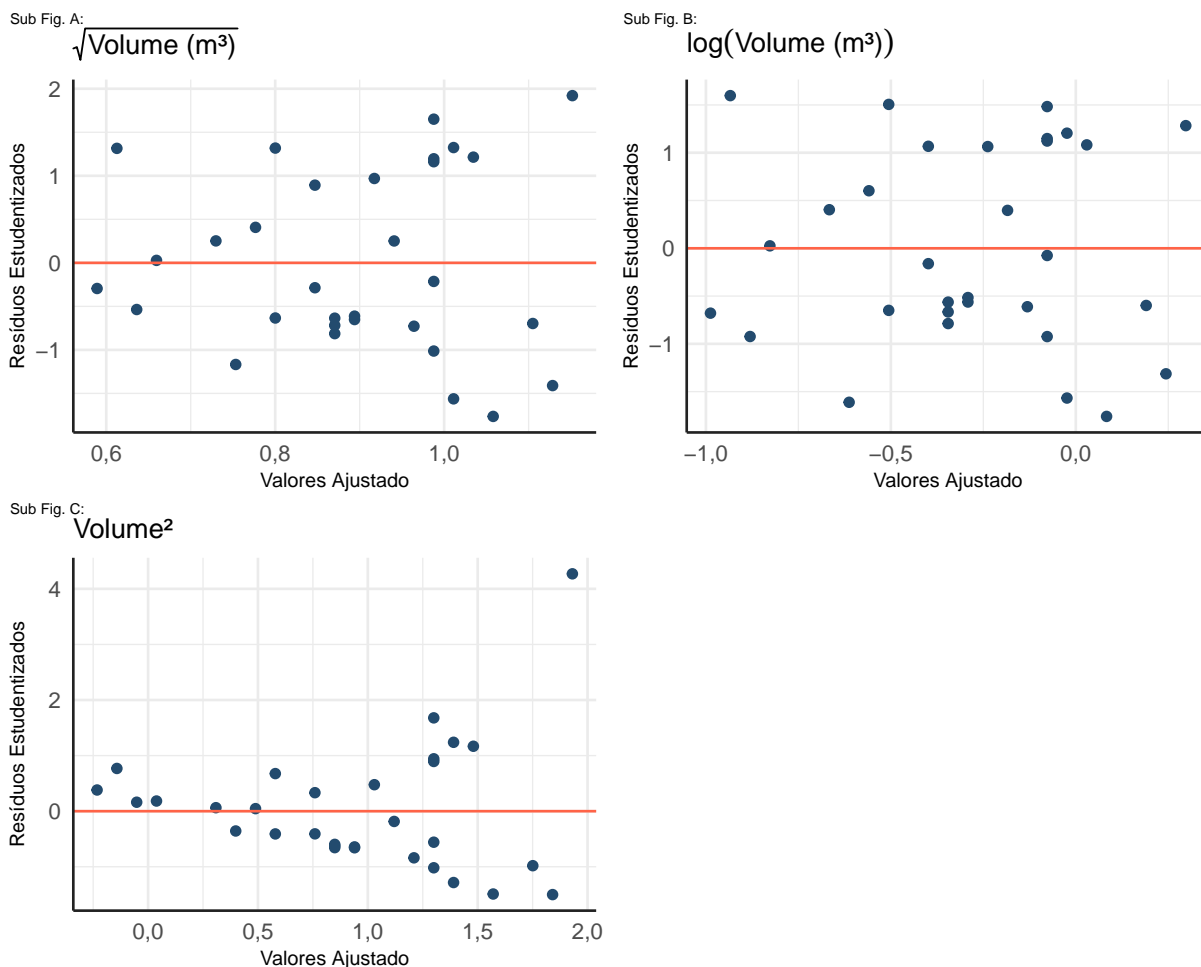 Sub Fig. A:
√Volume (m³)
Resíduos Estudentizados
2
1
0
−1
0,6 0,8 1,0
Valores Ajustado
Sub Fig. B:
log(Volume (m³))
Resíduos Estudentizados
1
0
−1
−1,0 −0,5 0,0
Valores Ajustado
Sub Fig. C:
Volume²
Resíduos Estudentizados
4
2
0
0,0 0,5 1,0 1,5 2,0
Valores Ajustado